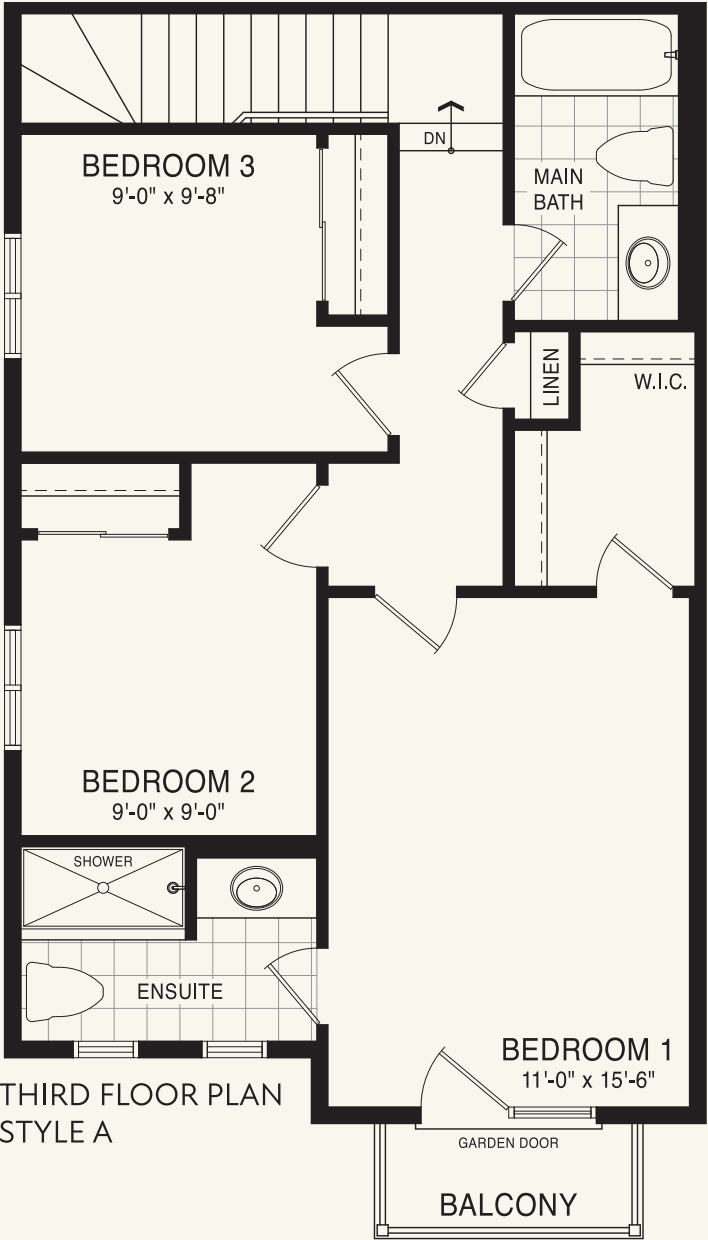 BEDROOM 3
9'-0" x 9'-8"
DN
MAIN
BATH
LINEN
W.I.C.
BEDROOM 2
9'-0" x 9'-0"
SHOWER
ENSUITE
BEDROOM 1
11'-0" x 15'-6"
THIRD FLOOR PLAN
STYLE A
GARDEN DOOR
BALCONY